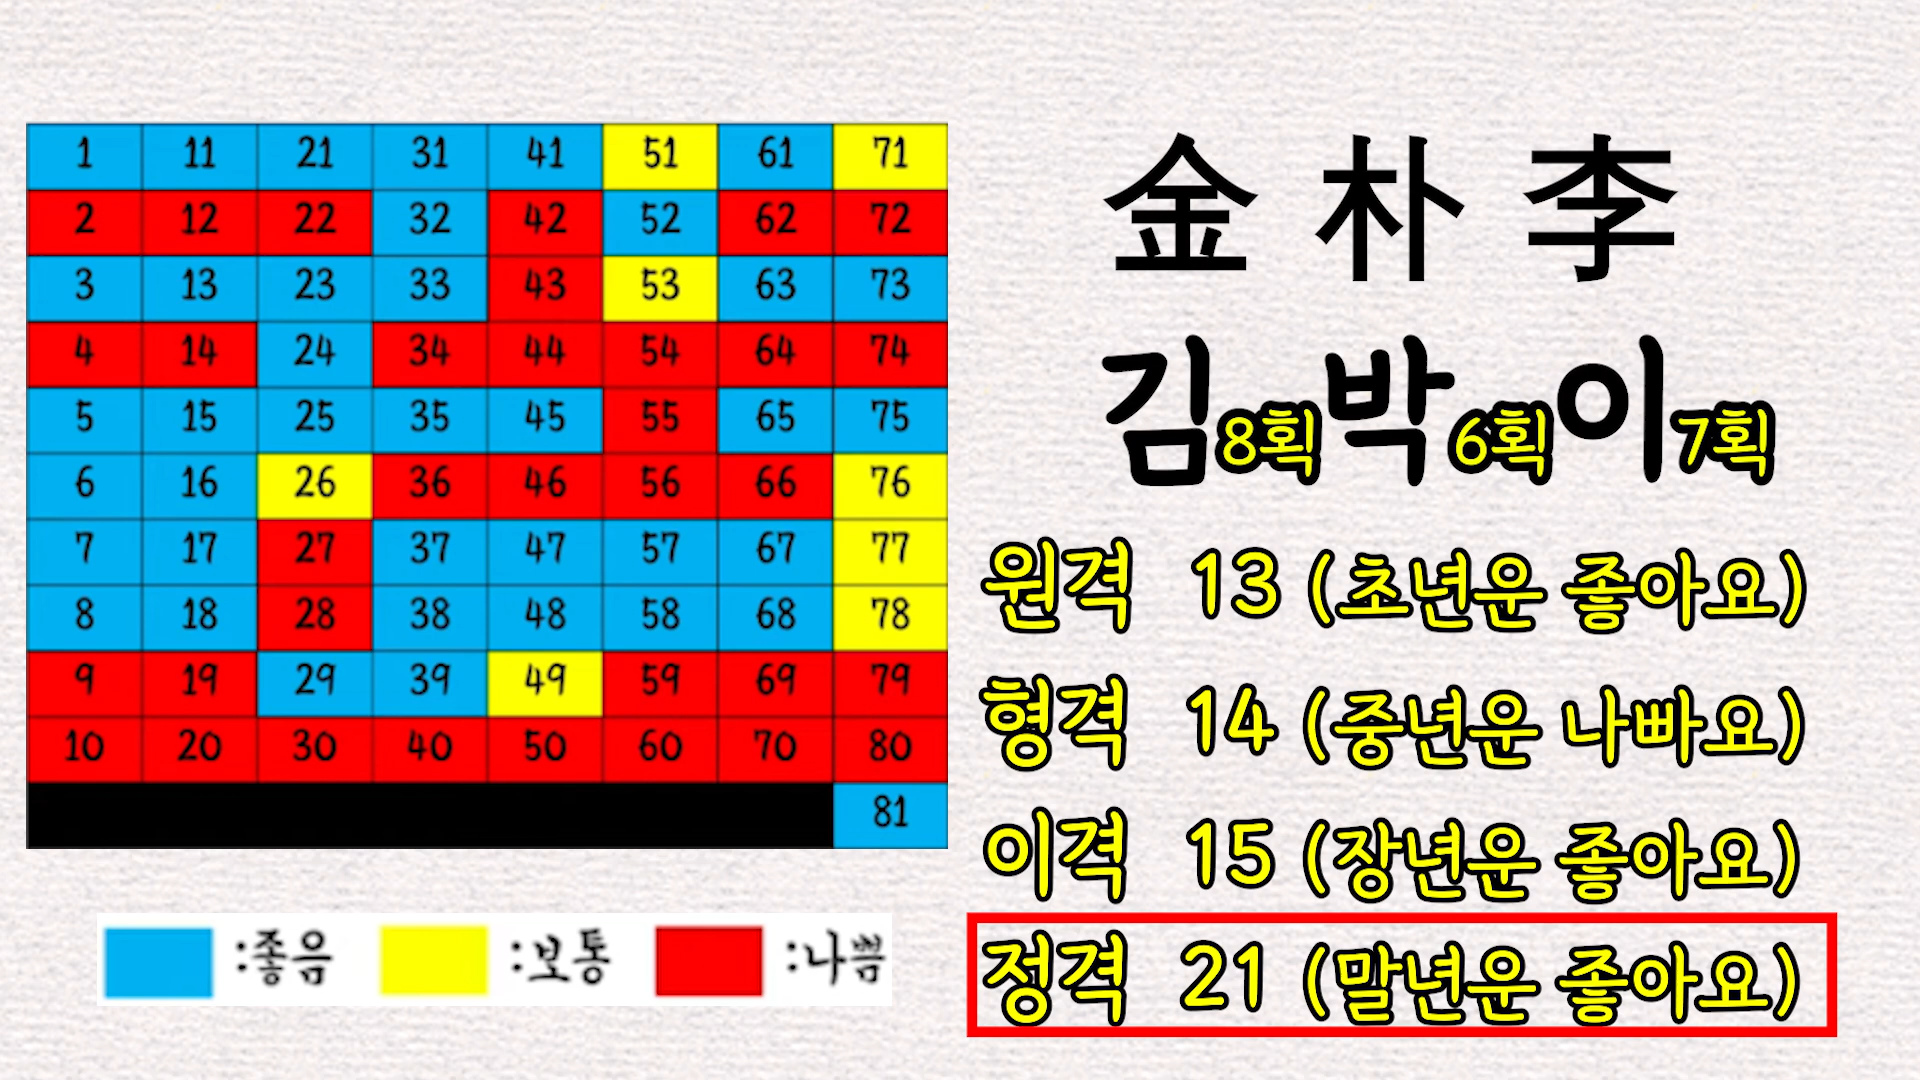 1 11 21 31 41 51 61 71
2 12 22 32 42 52 62 72
3 13 23 33 43 53 63 73
4 14 24 34 44 54 64 74
5 15 25 35 45 55 65 75
6 16 26 36 46 56 66 76
7 17 27 37 47 57 67 77
8 18 28 38 48 58 68 78
9 19 29 39 49 59 69 79
10 20 30 40 50 60 70 80
81
:좋음 :보통 :나쁨
金 朴 李
김8획 박6획 이7획
원격 13 (초년운 좋아요)
형격 14 (중년운 나빠요)
이격 15 (장년운 좋아요)
정격 21 (말년운 좋아요)